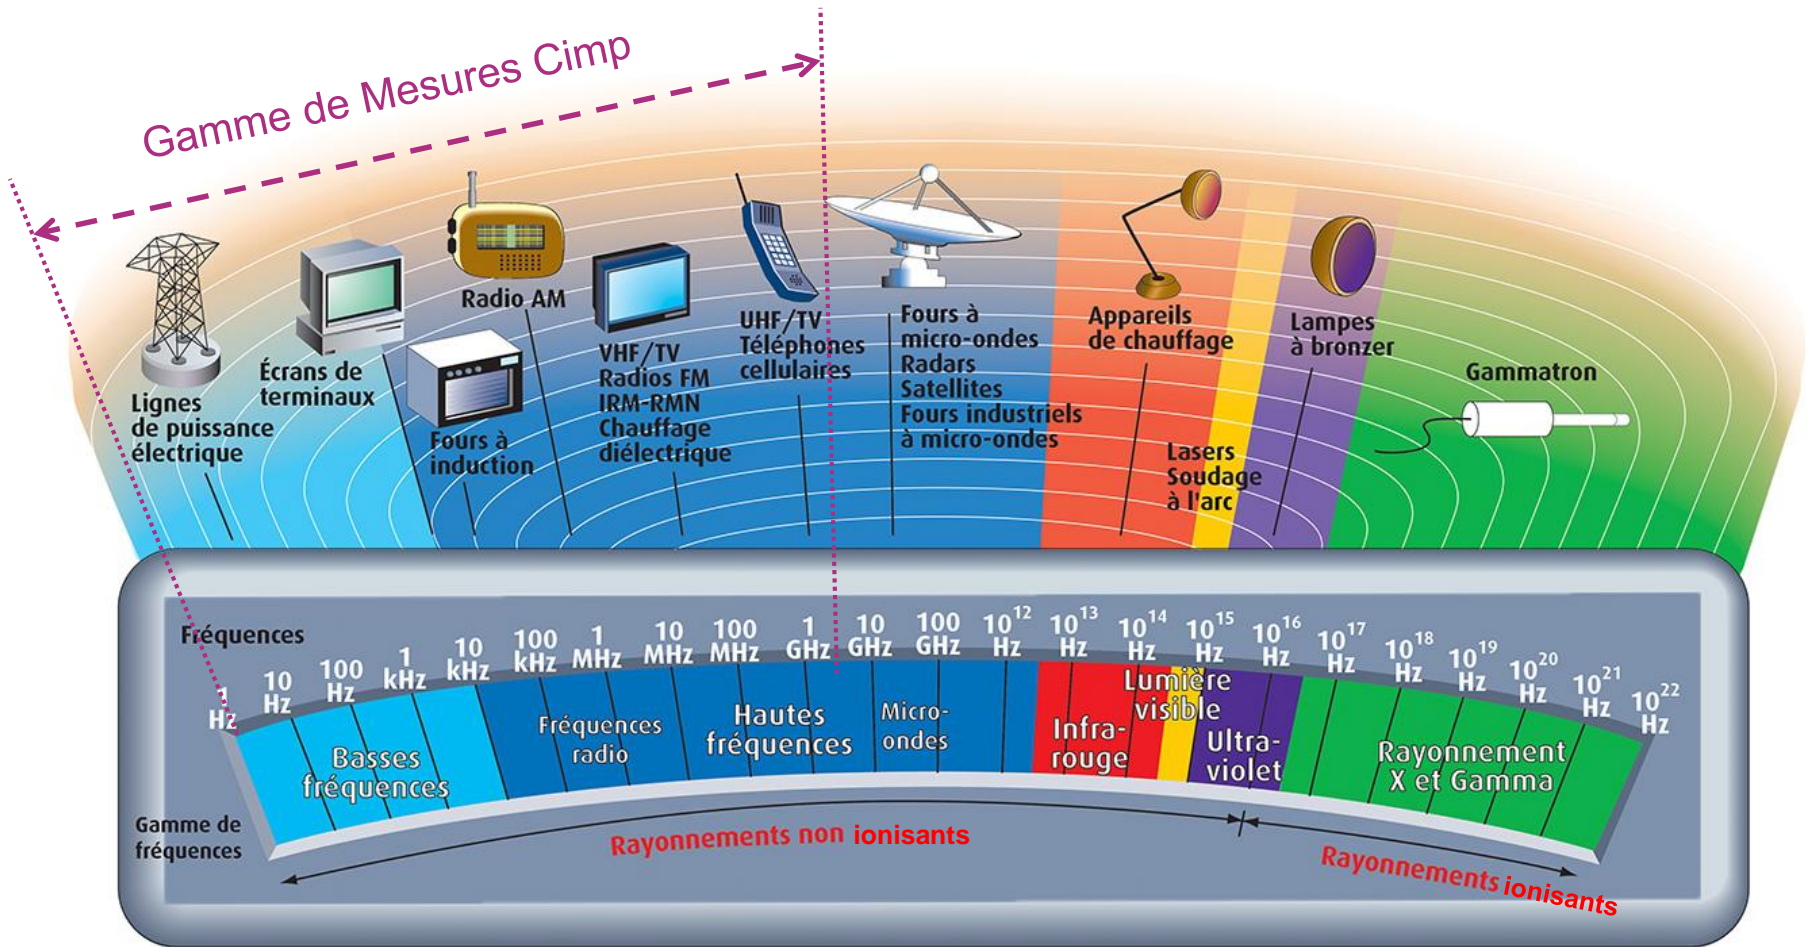 Gamme de Mesures Cimp
Lignes
de puissance
électrique
Écrans de
terminaux
Radio AM
Fours à
induction
VHF/TV
Radios FM
IRM-RMN
Chauffage
diélectrique
UHF/TV
Téléphones
cellulaires
Fours à
micro-ondes
Radars
Satellites
Fours industriels
à micro-ondes
Appareils
de chauffage
Lasers
Soudage
à l'arc
Lampes
à bronzer
Gammatron
Fréquences
1
Hz
10
Hz
100
Hz
1
kHz
10
kHz
100
kHz
1
MHz
10
MHz
100
MHz
1
GHz
10
GHz
100
GHz
10¹²
Hz
10¹³
Hz
10¹⁴
Hz
10¹⁵
Hz
10¹⁶
Hz
10¹⁷
Hz
10¹⁸
Hz
10¹⁹
Hz
10²⁰
Hz
10²¹
Hz
10²²
Hz
Basses
fréquences
Fréquences
radio
Hautes
fréquences
Micro-
ondes
Infra-
rouge
Lumière
visible
Ultra-
violet
Rayonnement
X et Gamma
Gamme de
fréquences
Rayonnements non ionisants
Rayonnements ionisants